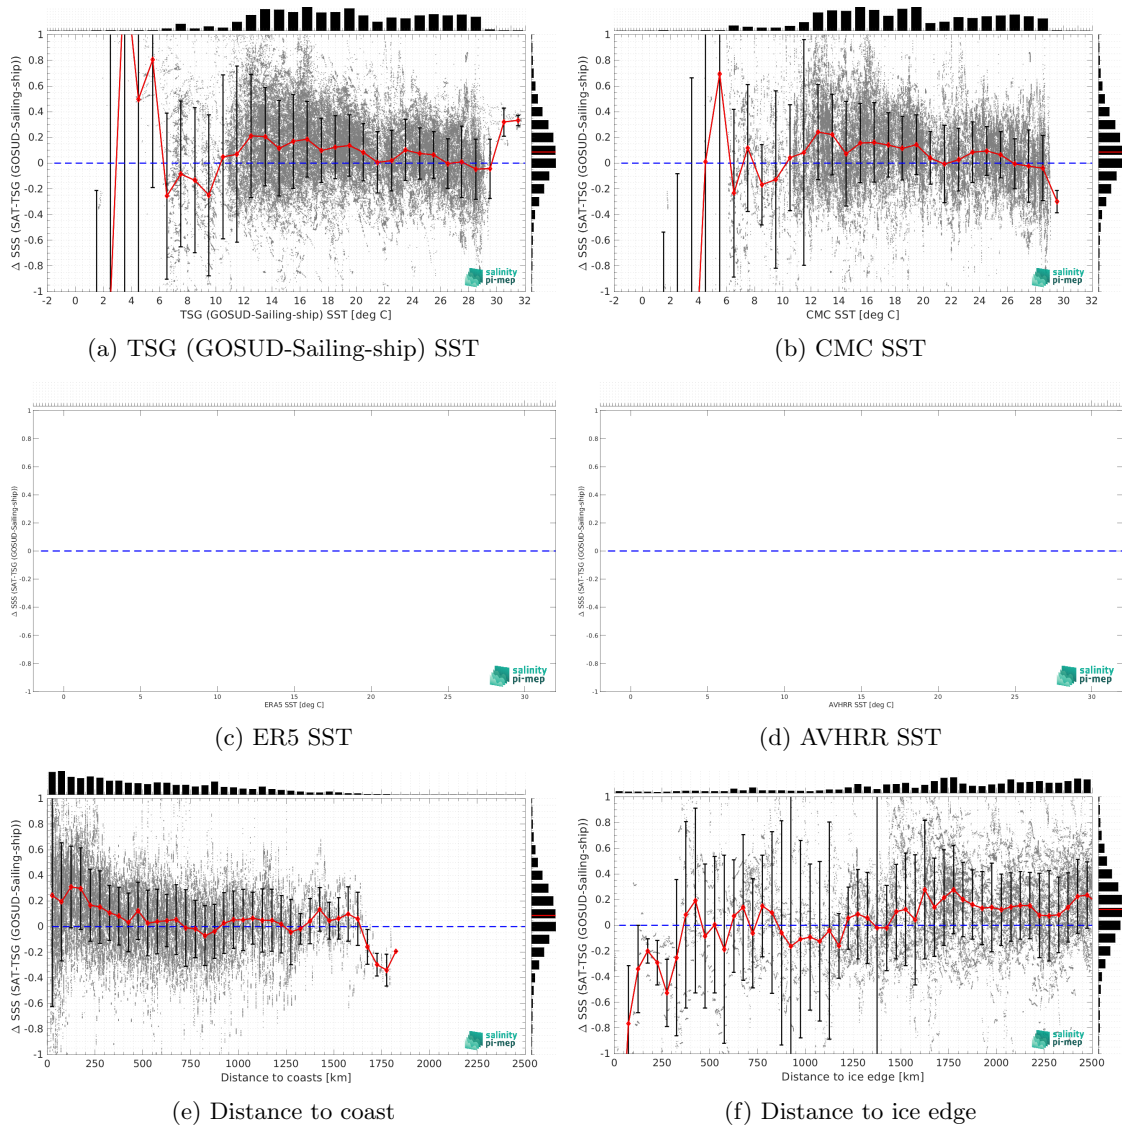 1
0.8
0.6
0.4
0.2
0
-0.2
-0.4
-0.6
-0.8
-1
Δ SSS (SAT-TSG (GOSUD-Sailing-ship))
-2 0 2 4 6 8 10 12 14 16 18 20 22 24 26 28 30 32
TSG (GOSUD-Sailing-ship) SST [deg C]
salinity
pi-mep
(a) TSG (GOSUD-Sailing-ship) SST
1
0.8
0.6
0.4
0.2
0
-0.2
-0.4
-0.6
-0.8
-1
Δ SSS (SAT-TSG (GOSUD-Sailing-ship))
-2 0 2 4 6 8 10 12 14 16 18 20 22 24 26 28 30 32
CMC SST [deg C]
salinity
pi-mep
(b) CMC SST
1
0.8
0.6
0.4
0.2
0
-0.2
-0.4
-0.6
-0.8
-1
Δ SSS (SAT-TSG (GOSUD-Sailing-ship))
0 5 10 15 20 25 30
ERA5 SST [deg C]
salinity
pi-mep
(c) ER5 SST
1
0.8
0.6
0.4
0.2
0
-0.2
-0.4
-0.6
-0.8
-1
Δ SSS (SAT-TSG (GOSUD-Sailing-ship))
0 5 10 15 20 25 30
AVHRR SST [deg C]
salinity
pi-mep
(d) AVHRR SST
1
0.8
0.6
0.4
0.2
0
-0.2
-0.4
-0.6
-0.8
-1
Δ SSS (SAT-TSG (GOSUD-Sailing-ship))
0 250 500 750 1000 1250 1500 1750 2000 2250 2500
Distance to coasts [km]
salinity
pi-mep
(e) Distance to coast
1
0.8
0.6
0.4
0.2
0
-0.2
-0.4
-0.6
-0.8
-1
Δ SSS (SAT-TSG (GOSUD-Sailing-ship))
0 250 500 750 1000 1250 1500 1750 2000 2250 2500
Distance to ice edge [km]
salinity
pi-mep
(f) Distance to ice edge